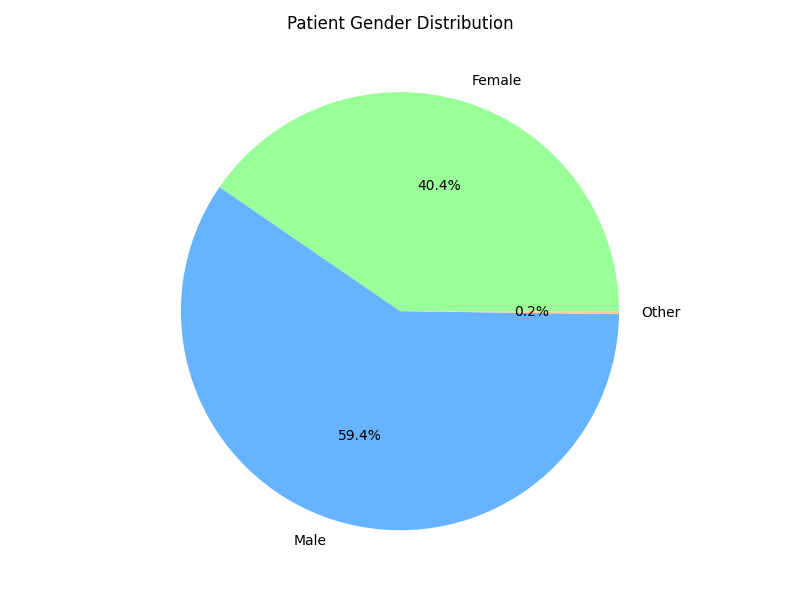 Patient Gender Distribution
Female
40.4%
0.2%
Other
59.4%
Male